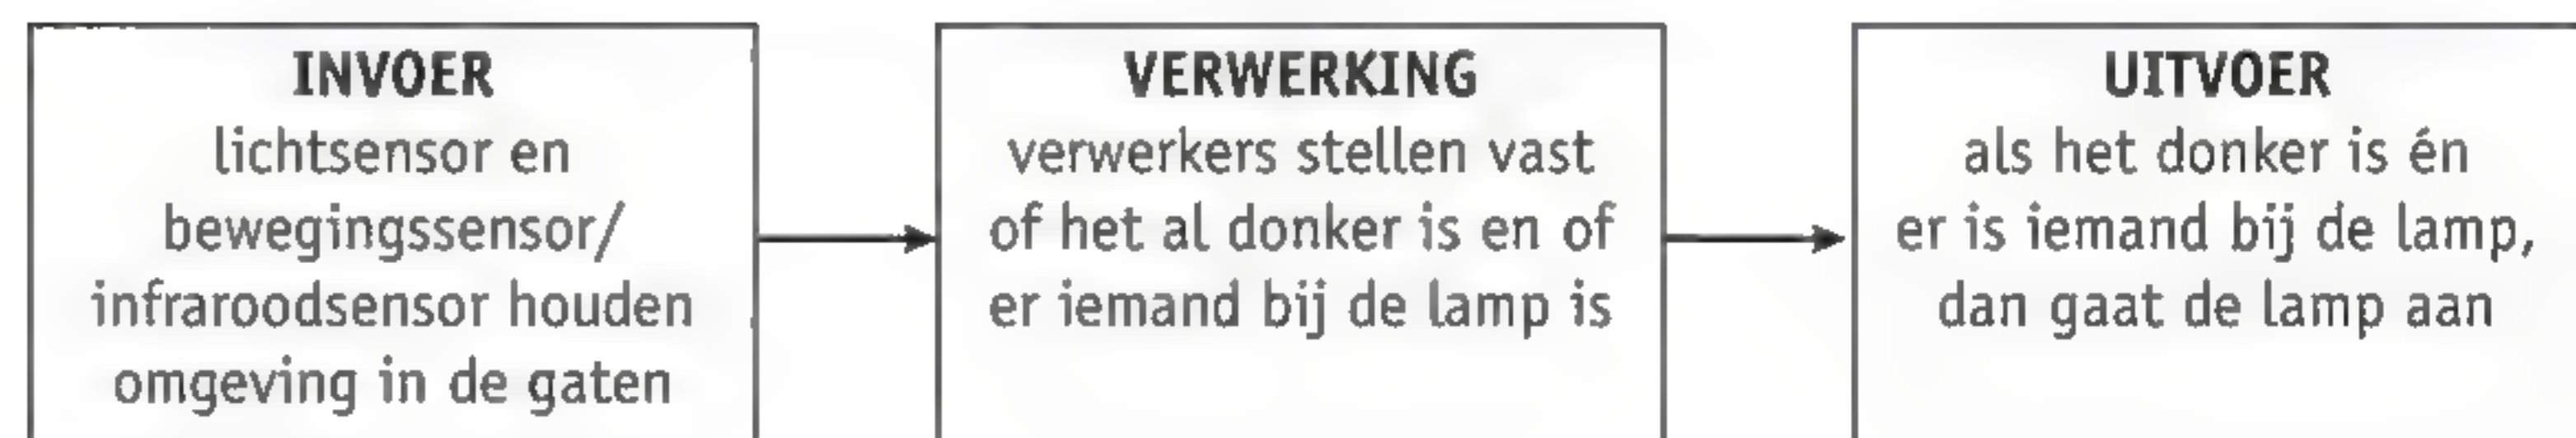 INVOER
lichtsensor en
bewegingssensor/
infraroodsensor houden
omgeving in de gaten
VERWERKING
verwerkers stellen vast
of het al donker is en of
er iemand bij de lamp is
UITVOER
als het donker is én
er is iemand bij de lamp,
dan gaat de lamp aan